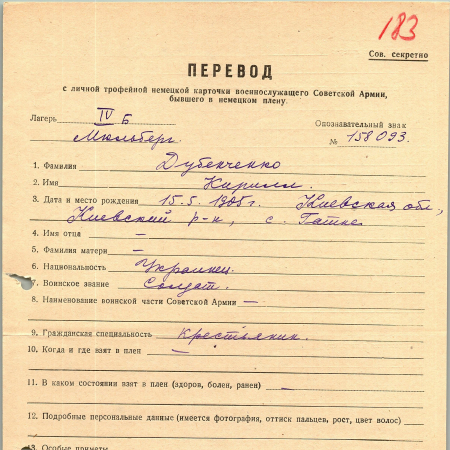 183
Сов. секретно
ПЕРЕВОД
с личной трофейной немецкой карточки военнослужащего Советской Армии,
бывшего в немецком плену.
Лагерь IV Б Опознавательный знак
Мюльберг. № 158093.
1. Фамилия Дубенченко
2. Имя Кирилл.
3. Дата и место рождения 15.5.1905г. Киевская обл,
Киевский р-н, с. Гатне
4. Имя отца —
5. Фамилия матери —
6. Национальность Украинец.
7. Воинское звание Солдат.
8. Наименование воинской части Советской Армии —
9. Гражданская специальность крестьянин.
10. Когда и где взят в плен —
11. В каком состоянии взят в плен (здоров, болен, ранен) —
12. Подробные персональные данные (имеется фотография, оттиск пальцев, рост, цвет волос)
13. Особые приметы